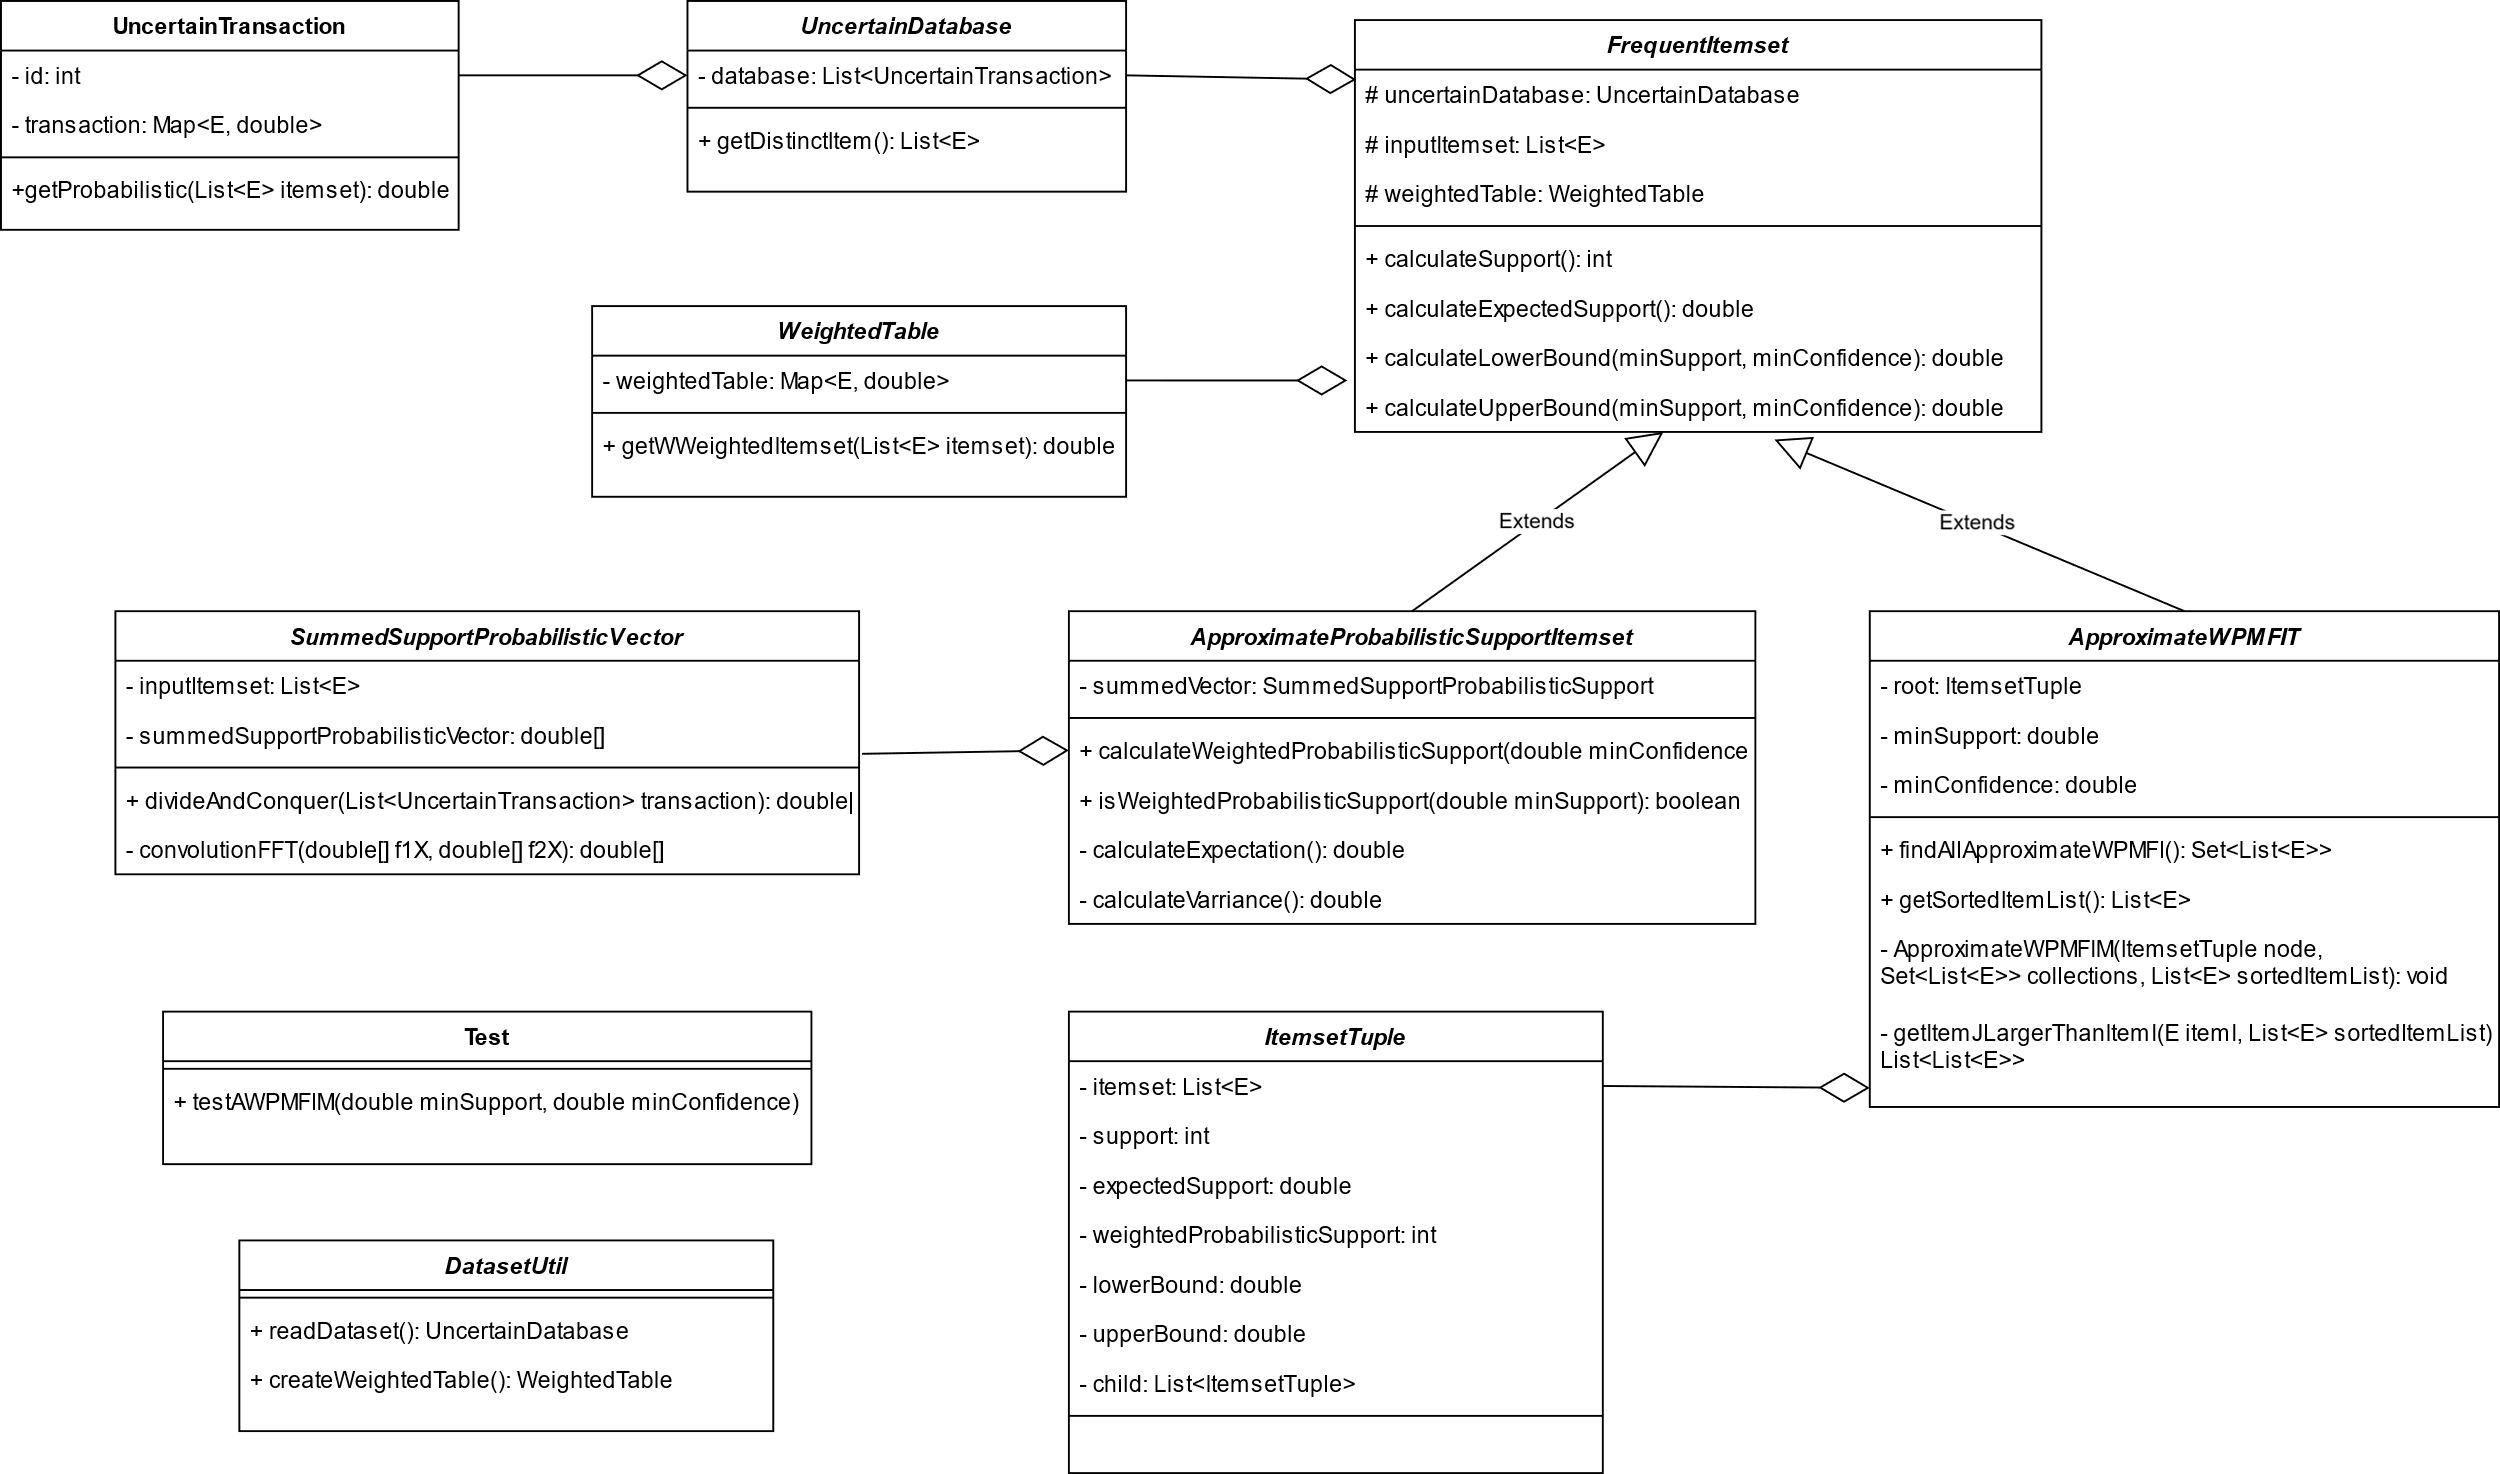 UncertainTransaction
- id: int
- transaction: Map<E, double>
+getProbabilistic(List<E> itemset): double
UncertainDatabase
- database: List<UncertainTransaction>
+ getDistinctItem(): List<E>
FrequentItemset
# uncertainDatabase: UncertainDatabase
# inputItemset: List<E>
# weightedTable: WeightedTable
+ calculateSupport(): int
+ calculateExpectedSupport(): double
+ calculateLowerBound(minSupport, minConfidence): double
+ calculateUpperBound(minSupport, minConfidence): double
WeightedTable
- weightedTable: Map<E, double>
+ getWWeightedItemset(List<E> itemset): double
Extends
Extends
SummedSupportProbabilisticVector
- inputItemset: List<E>
- summedSupportProbabilisticVector: double[]
+ divideAndConquer(List<UncertainTransaction> transaction): double[
- convolutionFFT(double[] f1X, double[] f2X): double[]
ApproximateProbabilisticSupportItemset
- summedVector: SummedSupportProbabilisticSupport
+ calculateWeightedProbabilisticSupport(double minConfidence
+ isWeightedProbabilisticSupport(double minSupport): boolean
- calculateExpectation(): double
- calculateVarriance(): double
ApproximateWPMFIT
- root: ItemsetTuple
- minSupport: double
- minConfidence: double
+ findAllApproximateWPMFI(): Set<List<E>>
+ getSortedItemList(): List<E>
- ApproximateWPMFIM(ItemsetTuple node,
Set<List<E>> collections, List<E> sortedItemList): void
- getItemJLargerThanItemI(E itemI, List<E> sortedItemList)
List<List<E>>
Test
+ testAWPMFIM(double minSupport, double minConfidence)
ItemsetTuple
- itemset: List<E>
- support: int
- expectedSupport: double
- weightedProbabilisticSupport: int
- lowerBound: double
- upperBound: double
- child: List<ItemsetTuple>
DatasetUtil
+ readDataset(): UncertainDatabase
+ createWeightedTable(): WeightedTable